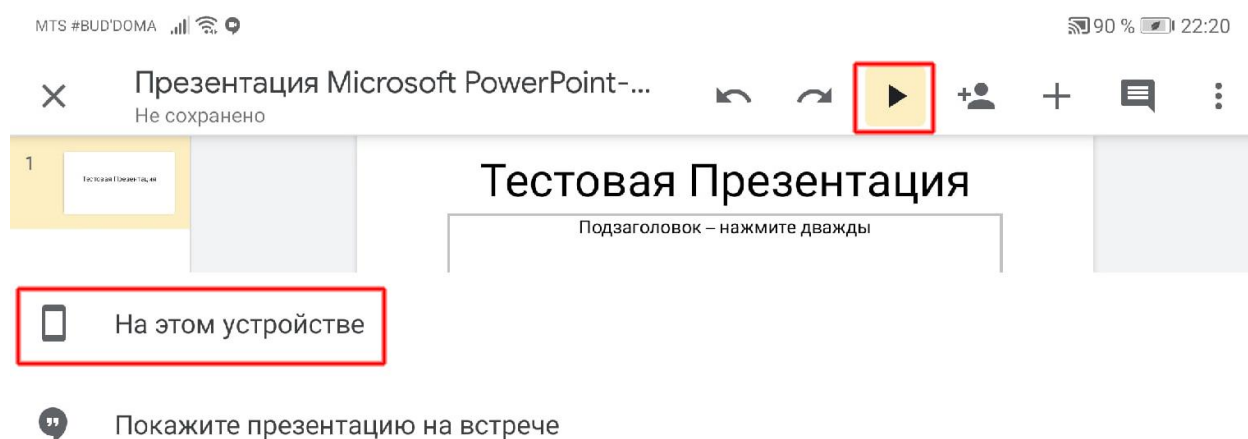 MTS #BUD'DOMA 90 % 22:20
Презентация Microsoft PowerPoint-...
Не сохранено
1
Тестовая Презентация
Тестовая Презентация
Подзаголовок – нажмите дважды
На этом устройстве
Покажите презентацию на встрече